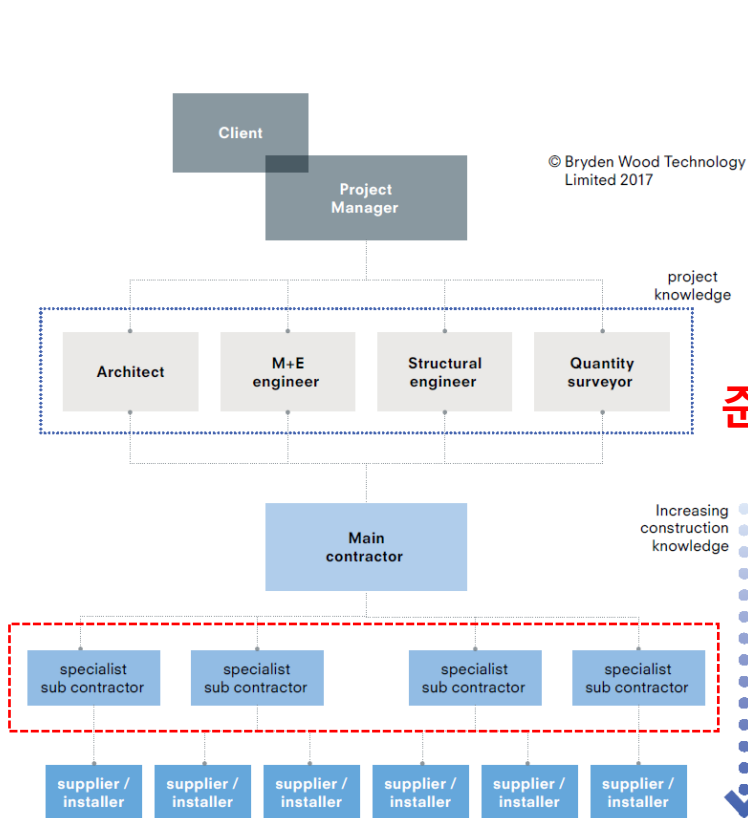 Client
© Bryden Wood Technology
Limited 2017
Project
Manager
project
knowledge
Architect
M+E
engineer
Structural
engineer
Quantity
surveyor
준
Increasing
construction
knowledge
Main
contractor
specialist
sub contractor
specialist
sub contractor
specialist
sub contractor
specialist
sub contractor
supplier /
installer
supplier /
installer
supplier /
installer
supplier /
installer
supplier /
installer
supplier /
installer